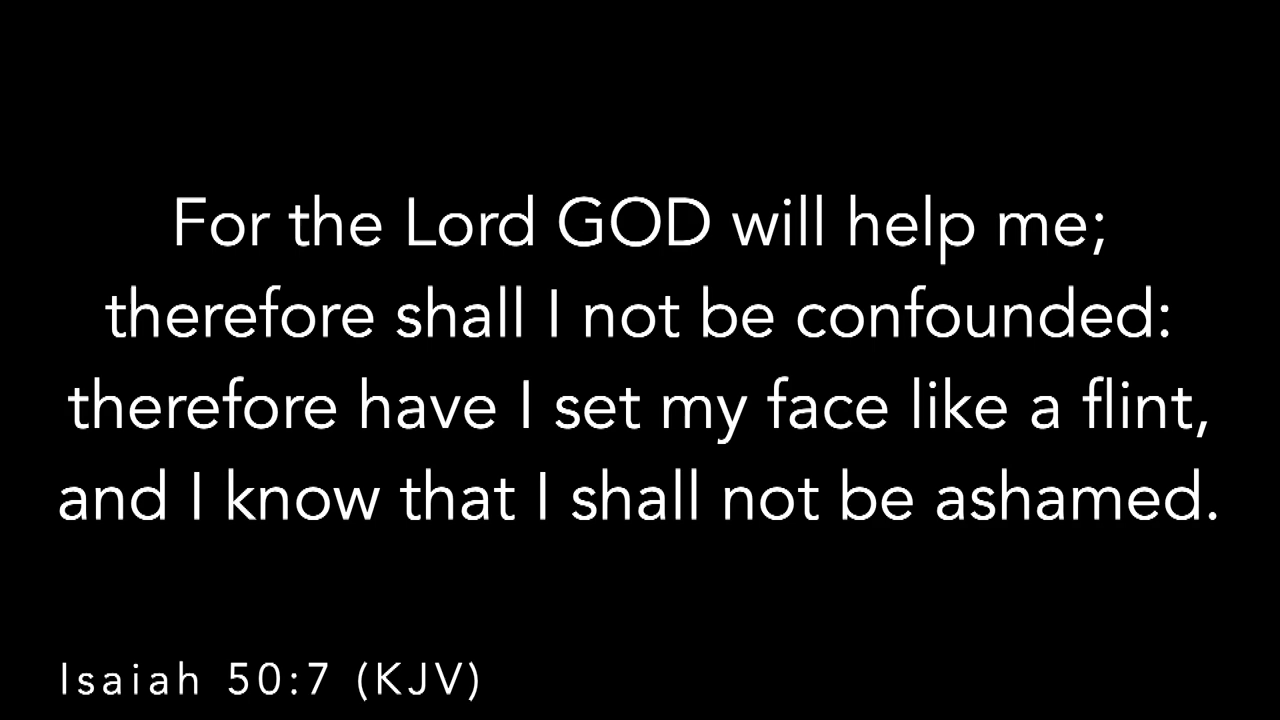 For the Lord GOD will help me;
therefore shall I not be confounded:
therefore have I set my face like a flint,
and I know that I shall not be ashamed.
Isaiah 50:7 (KJV)